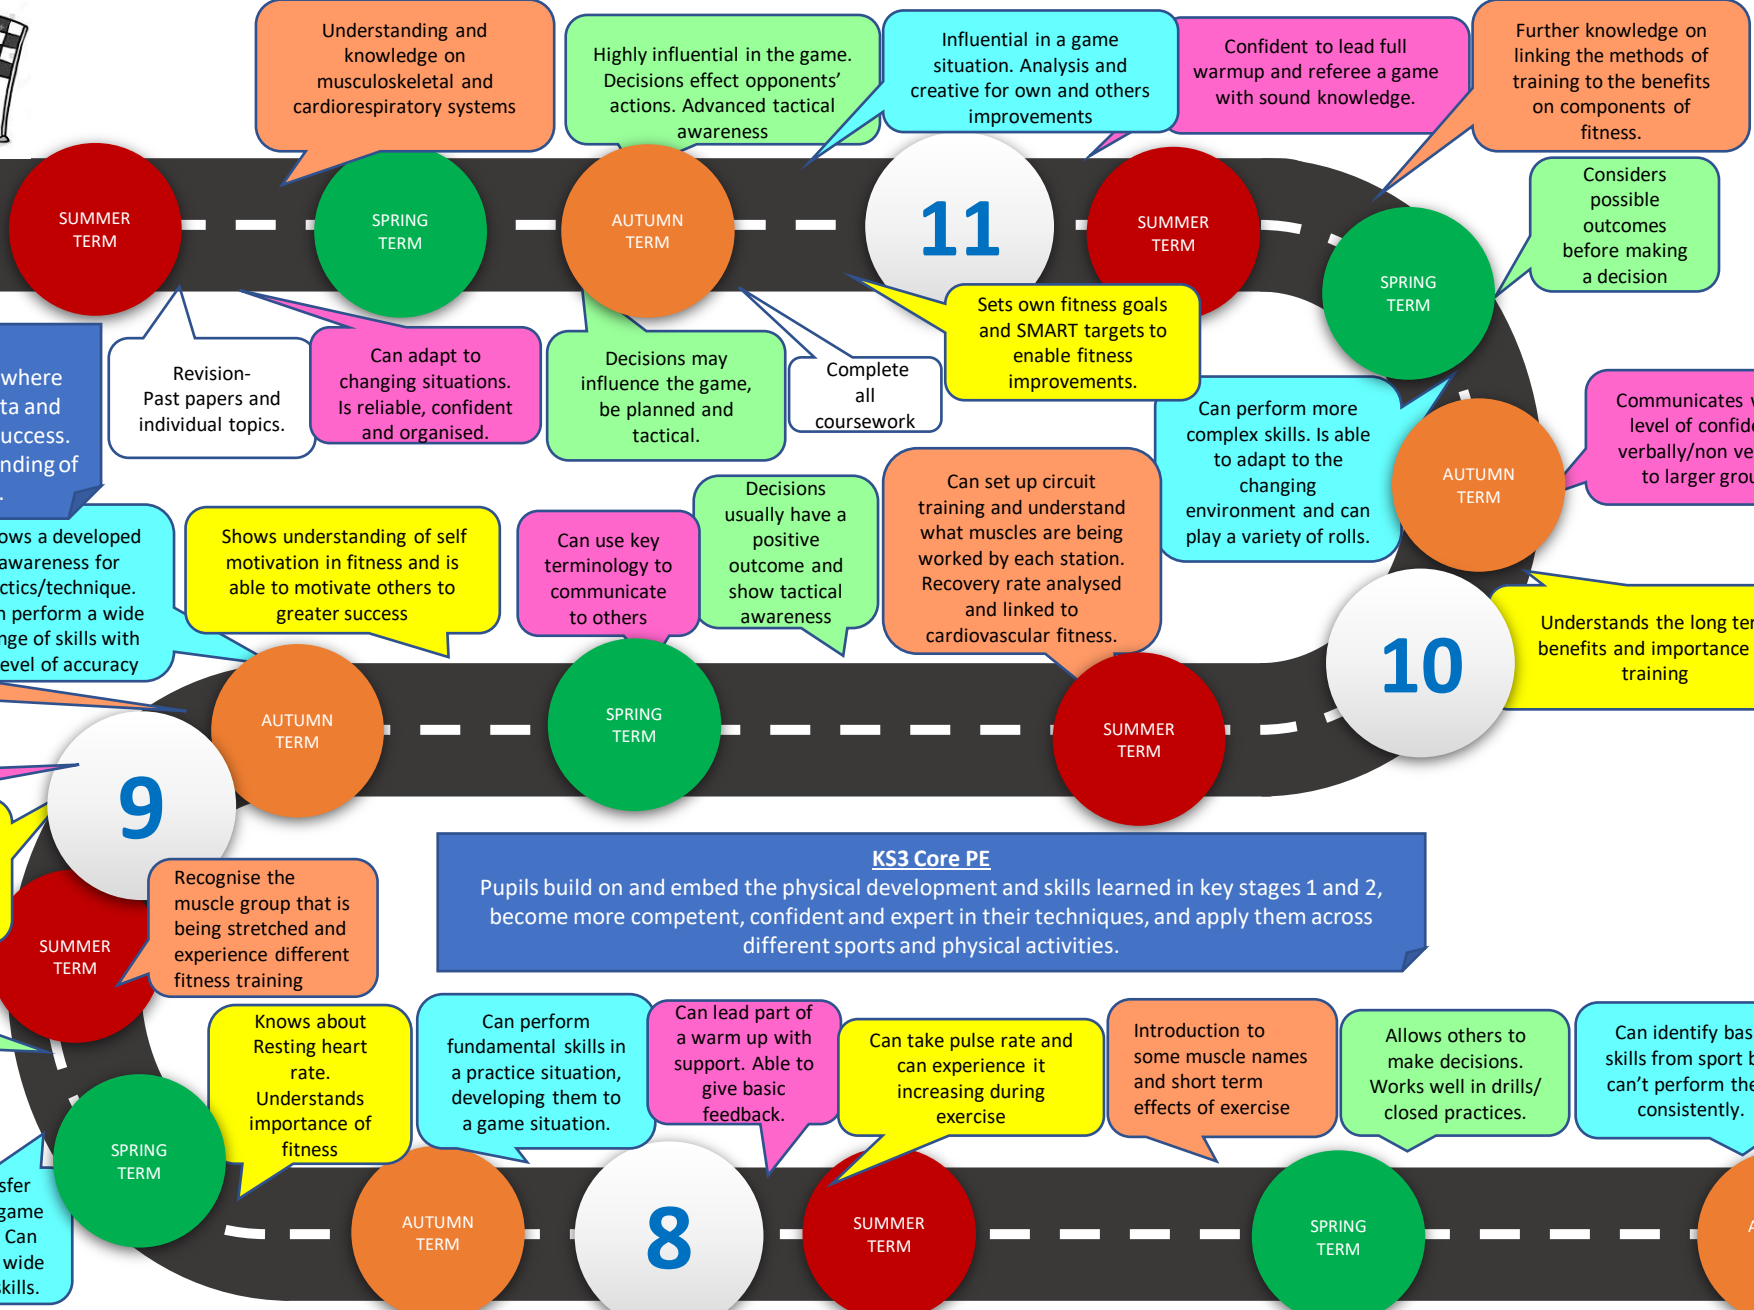 Understanding and
knowledge on
musculoskeletal and
cardiorespiratory systems
Highly influential in the game.
Decisions effect opponents'
actions. Advanced tactical
awareness
Influential in a game
situation. Analysis and
creative for own and others
improvements
Confident to lead full
warmup and referee a game
with sound knowledge.
Further knowledge on
linking the methods of
training to the benefits
on components of
fitness.
Considers
possible
outcomes
before making
a decision
SUMMER
TERM
SPRING
TERM
AUTUMN
TERM
11
SUMMER
TERM
SPRING
TERM
where
ta and
uccess.
nding of
.
Revision-
Past papers and
individual topics.
Can adapt to
changing situations.
Is reliable, confident
and organised.
Decisions may
influence the game,
be planned and
tactical.
Complete
all
coursework
Sets own fitness goals
and SMART targets to
enable fitness
improvements.
Can perform more
complex skills. Is able
to adapt to the
changing
environment and can
play a variety of rolls.
AUTUMN
TERM
Communicates
level of confide
verbally/non ve
to larger grou
ows a developed
awareness for
ctics/technique.
n perform a wide
nge of skills with
evel of accuracy
Shows understanding of self
motivation in fitness and is
able to motivate others to
greater success
Can use key
terminology to
communicate
to others
Decisions
usually have a
positive
outcome and
show tactical
awareness
Can set up circuit
training and understand
what muscles are being
worked by each station.
Recovery rate analysed
and linked to
cardiovascular fitness.
10
Understands the long ter
benefits and importance
training
AUTUMN
TERM
SPRING
TERM
SUMMER
TERM
9
KS3 Core PE
Pupils build on and embed the physical development and skills learned in key stages 1 and 2,
become more competent, confident and expert in their techniques, and apply them across
different sports and physical activities.
SUMMER
TERM
Recognise the
muscle group that is
being stretched and
experience different
fitness training
Knows about
Resting heart
rate.
Understands
importance of
fitness
Can perform
fundamental skills in
a practice situation,
developing them to
a game situation.
Can lead part of
a warm up with
support. Able to
give basic
feedback.
Can take pulse rate and
can experience it
increasing during
exercise
Introduction to
some muscle names
and short term
effects of exercise
Allows others to
make decisions.
Works well in drills/
closed practices.
Can identify bas
skills from sport b
can't perform the
consistently.
SPRING
TERM
sfer
game
Can
wide
skills.
AUTUMN
TERM
8
SUMMER
TERM
SPRING
TERM